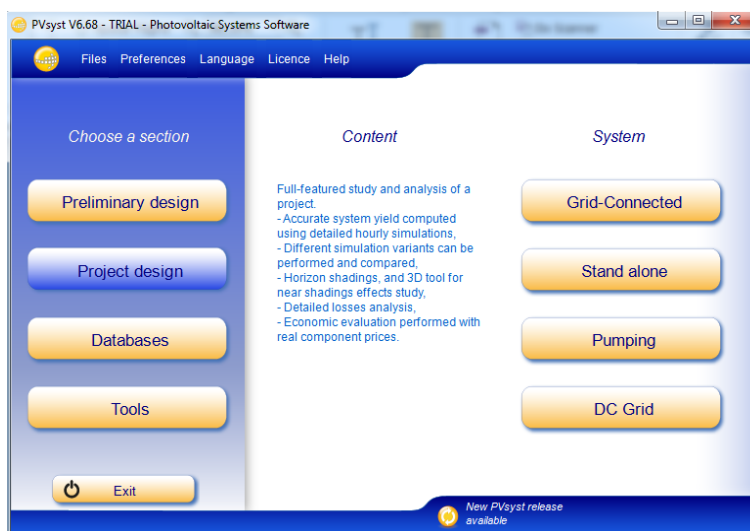 PVsyst V6.68 - TRIAL - Photovoltaic Systems Software
Files Preferences Language Licence Help
Choose a section
Preliminary design
Project design
Databases
Tools
Exit
Content
Full-featured study and analysis of a
project.
- Accurate system yield computed
using detailed hourly simulations,
- Different simulation variants can be
performed and compared,
- Horizon shadings, and 3D tool for
near shadings effects study,
- Detailed losses analysis,
- Economic evaluation performed with
real component prices.
System
Grid-Connected
Stand alone
Pumping
DC Grid
New PVsyst release
available